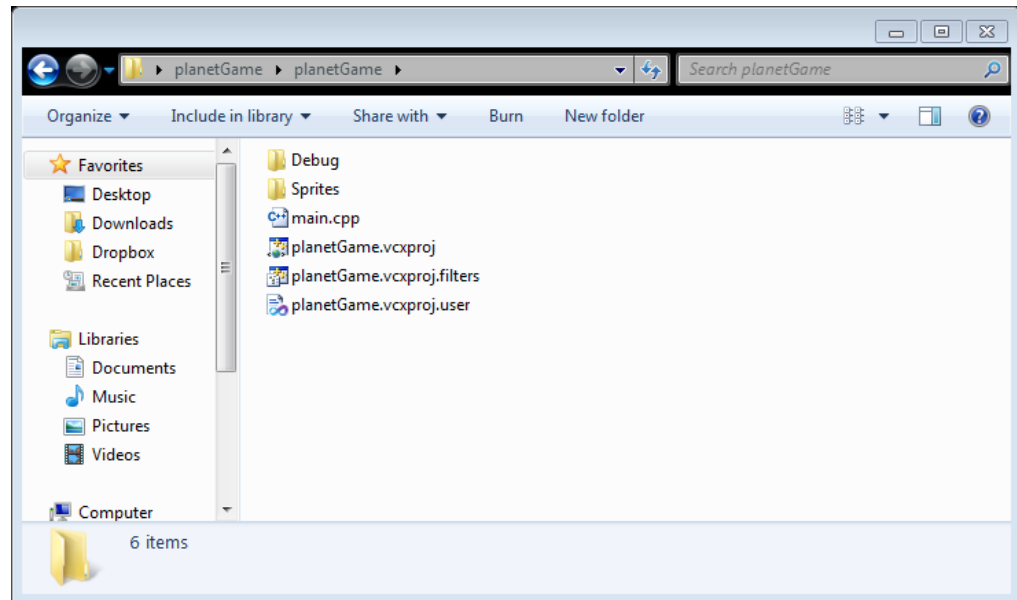 planetGame planetGame Search planetGame
Organize Include in library Share with Burn New folder
Favorites
Desktop
Downloads
Dropbox
Recent Places
Libraries
Documents
Music
Pictures
Videos
Computer
Debug
Sprites
C++ main.cpp
planetGame.vcxproj
planetGame.vcxproj.filters
planetGame.vcxproj.user
6 items